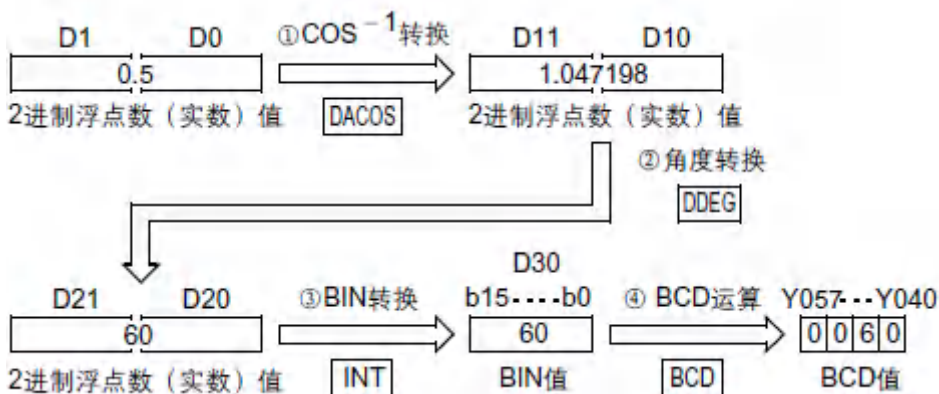 D1 D0 ①COS⁻¹转换 D11 D10
0.5 1.047198
2进制浮点数（实数）值 DACOS 2进制浮点数（实数）值
②角度转换
DDEG
D30
D21 D20 ③BIN转换 b15----b0 ④ BCD运算 Y057---Y040
60 60 0 0 6 0
2进制浮点数（实数）值 INT BIN值 BCD BCD值